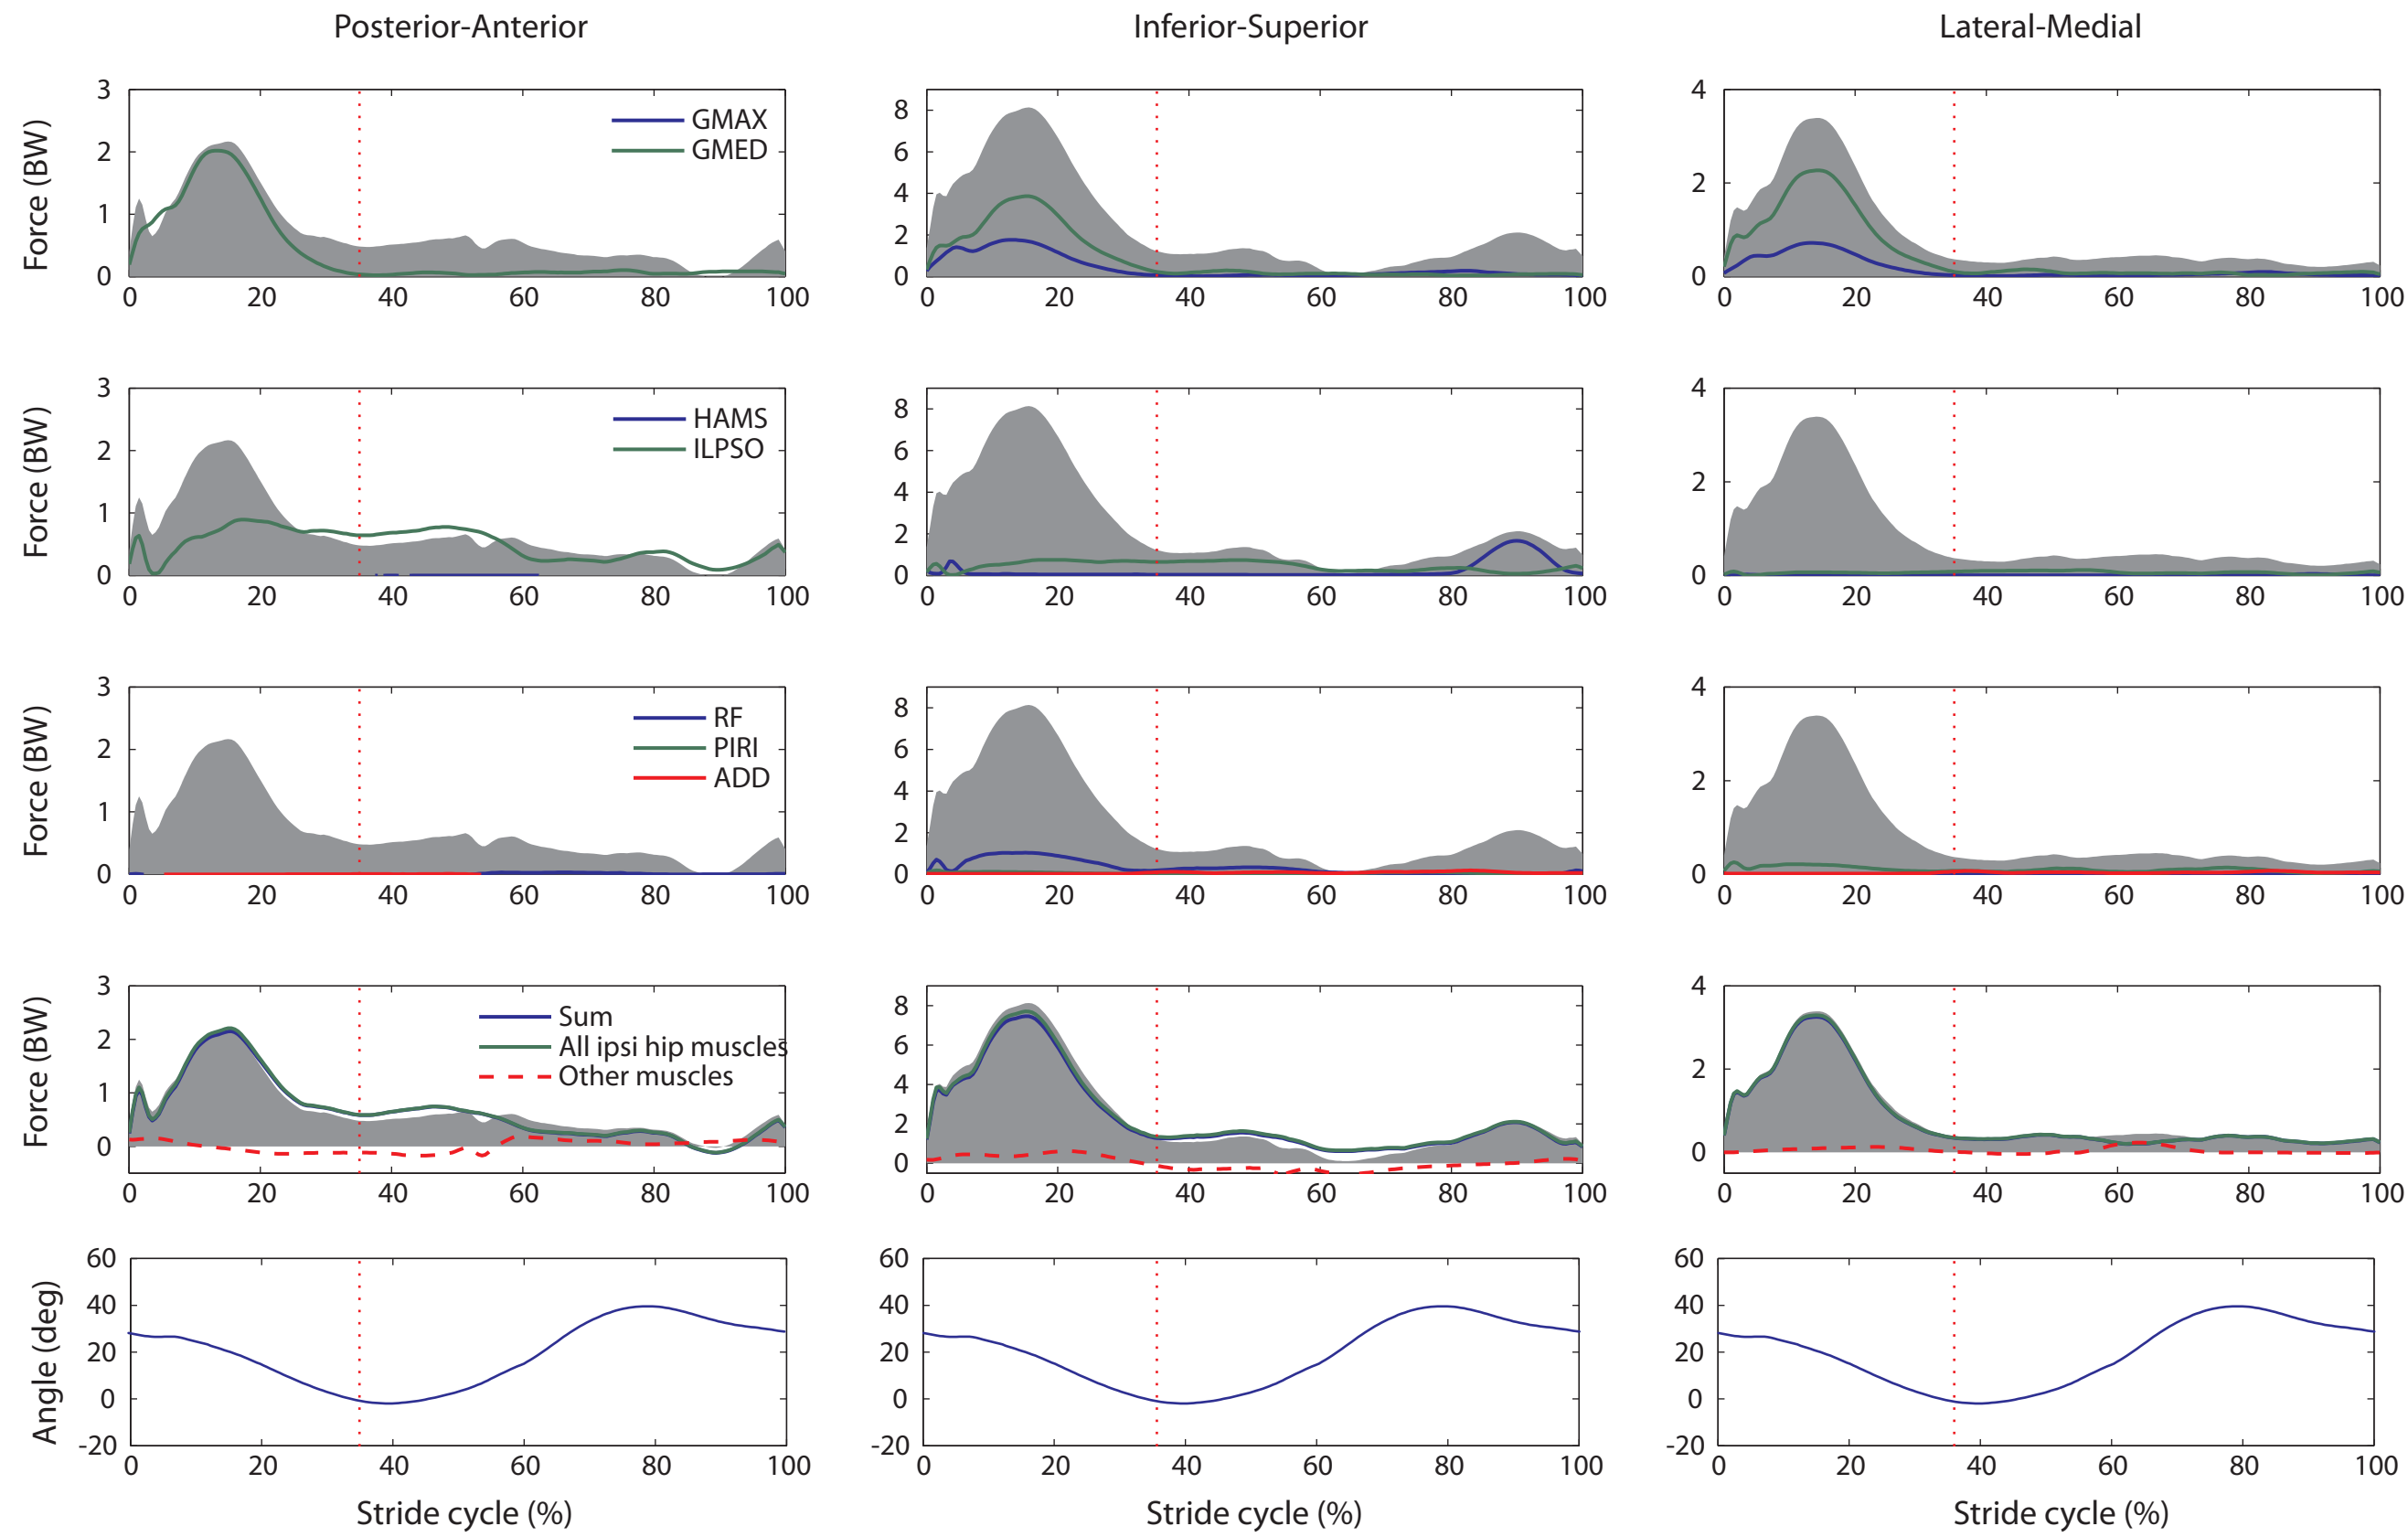 Posterior-Anterior Inferior-Superior Lateral-Medial
Force (BW)
3 2 1 0
GMAX
GMED
0 20 40 60 80 100
8 6 4 2 0
0 20 40 60 80 100
4 2 0
0 20 40 60 80 100
Force (BW)
3 2 1 0
HAMS
ILPSO
0 20 40 60 80 100
8 6 4 2 0
0 20 40 60 80 100
4 2 0
0 20 40 60 80 100
Force (BW)
3 2 1 0
RF
PIRI
ADD
0 20 40 60 80 100
8 6 4 2 0
0 20 40 60 80 100
4 2 0
0 20 40 60 80 100
Force (BW)
3 2 1 0
Sum
All ipsi hip muscles
Other muscles
0 20 40 60 80 100
8 6 4 2 0
0 20 40 60 80 100
4 2 0
0 20 40 60 80 100
Angle (deg)
60 40 20 0 -20
0 20 40 60 80 100
Stride cycle (%)
60 40 20 0 -20
0 20 40 60 80 100
Stride cycle (%)
60 40 20 0 -20
0 20 40 60 80 100
Stride cycle (%)